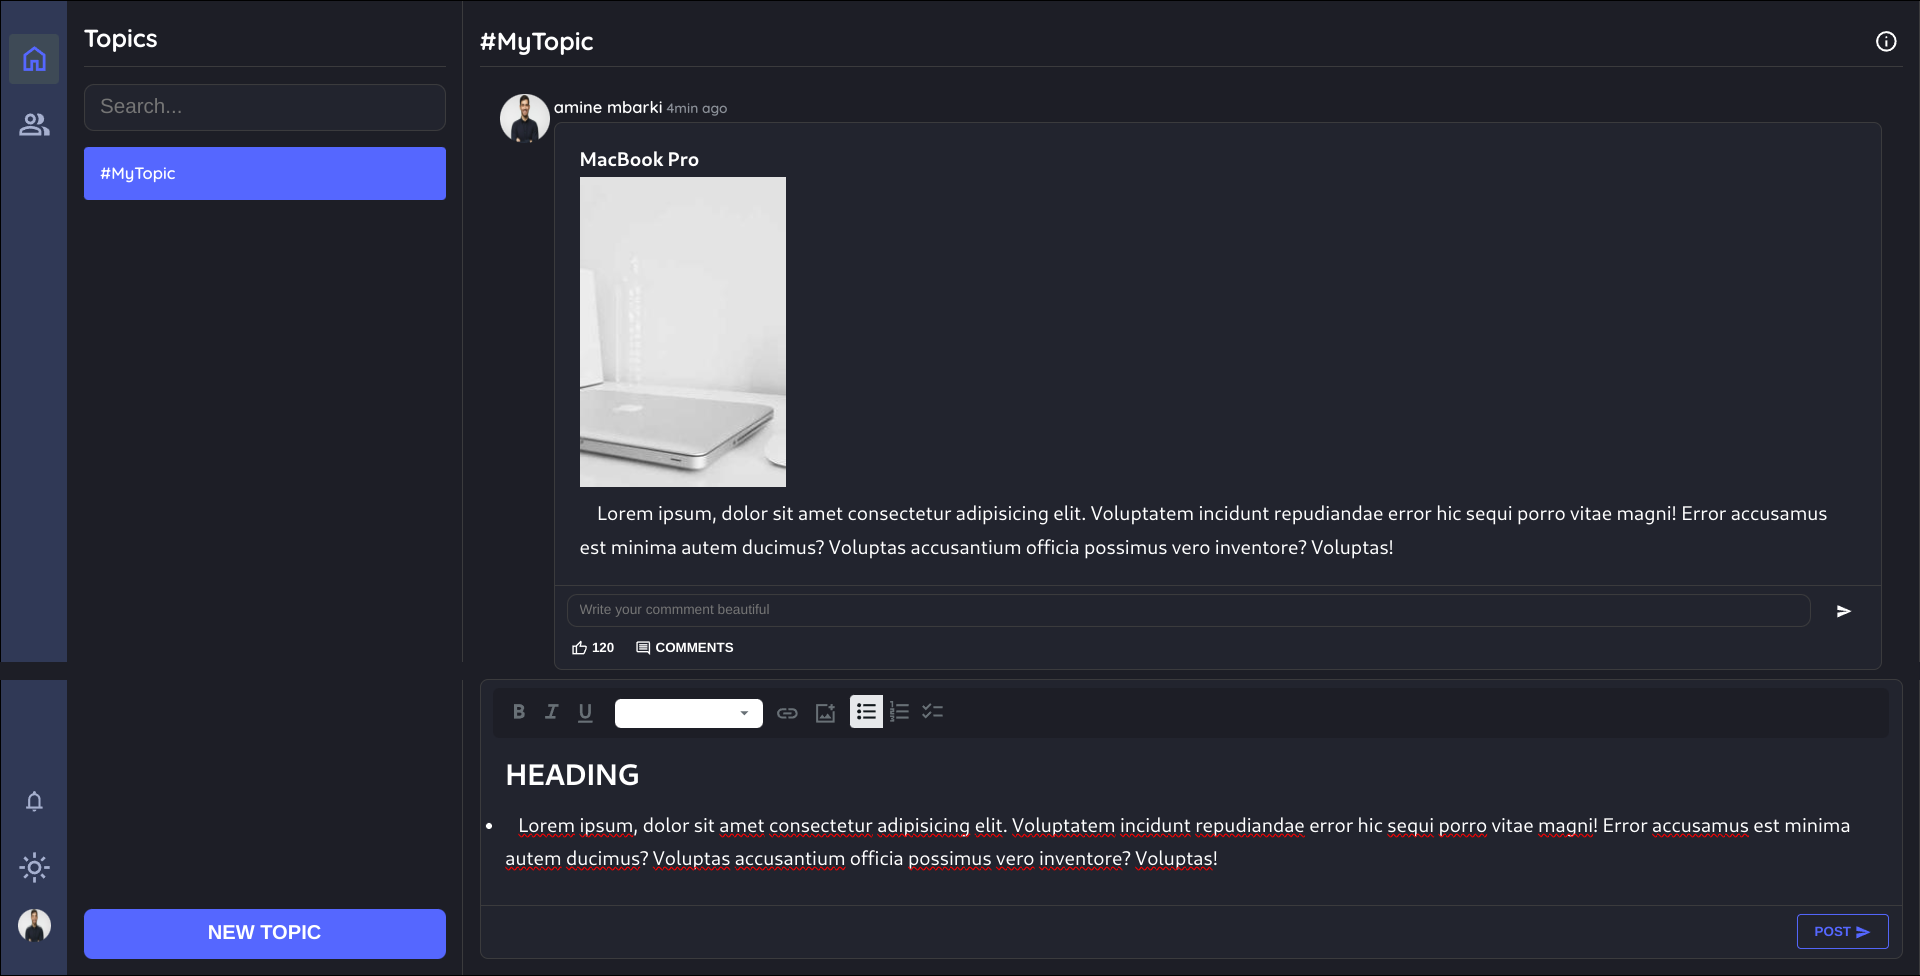 Topics
Search...
#MyTopic
NEW TOPIC
#MyTopic
amine mbarki 4min ago
MacBook Pro
Lorem ipsum, dolor sit amet consectetur adipisicing elit. Voluptatem incidunt repudiandae error hic sequi porro vitae magni! Error accusamus
est minima autem ducimus? Voluptas accusantium officia possimus vero inventore? Voluptas!
Write your commment beautiful
120 COMMENTS
B I U
HEADING
• Lorem ipsum, dolor sit amet consectetur adipisicing elit. Voluptatem incidunt repudiandae error hic sequi porro vitae magni! Error accusamus est minima
autem ducimus? Voluptas accusantium officia possimus vero inventore? Voluptas!
POST